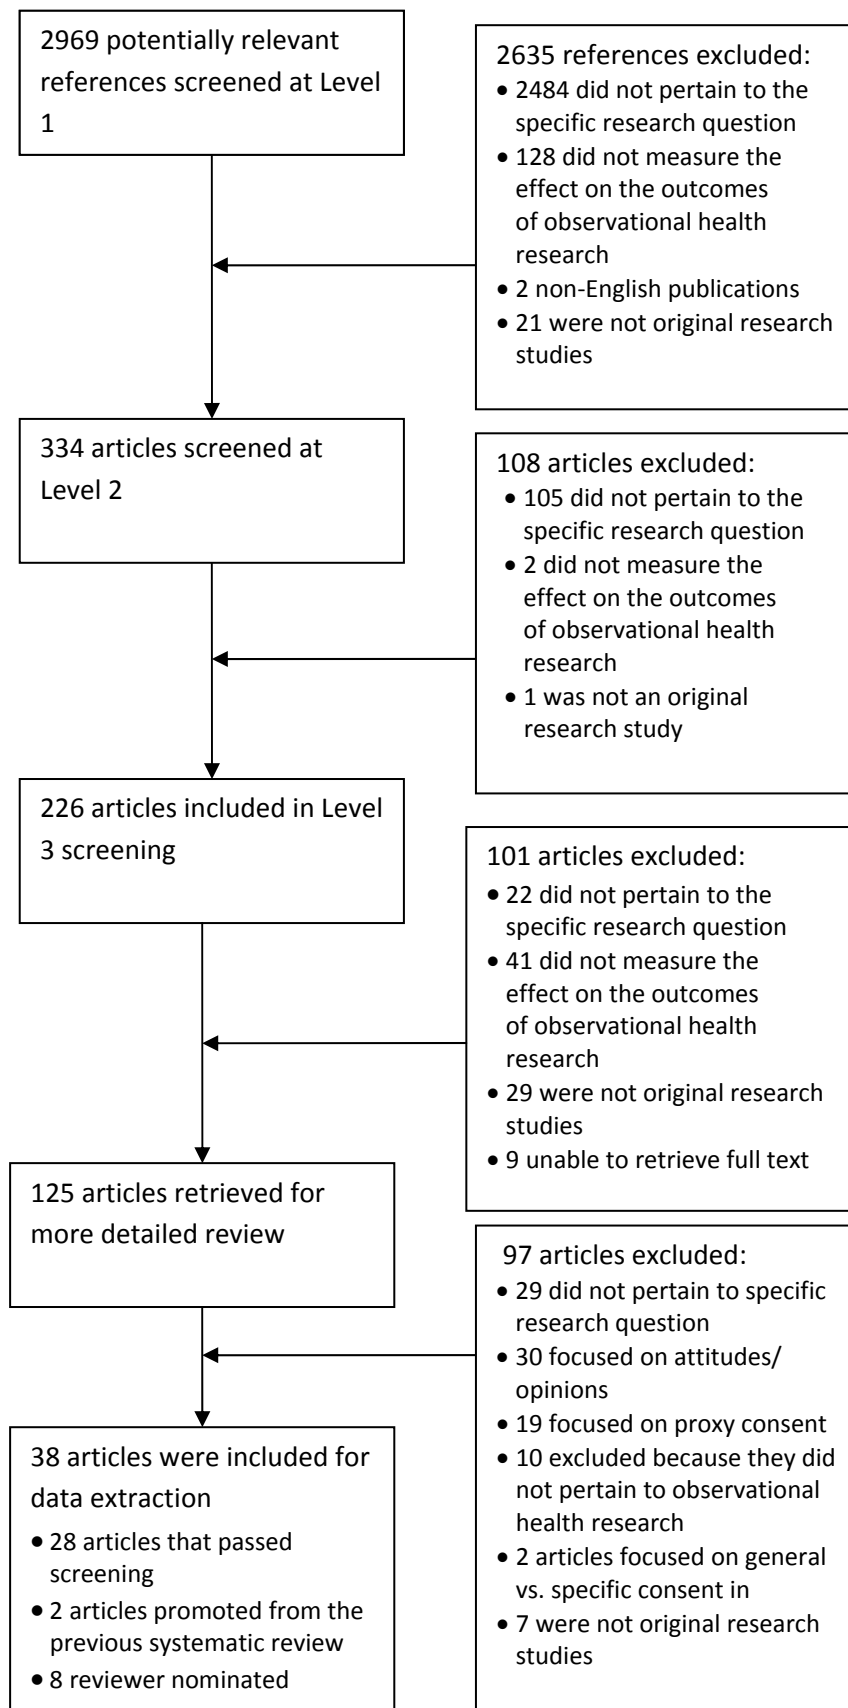 2969 potentially relevant
references screened at Level
1
2635 references excluded:
• 2484 did not pertain to the
specific research question
• 128 did not measure the
effect on the outcomes
of observational health
research
• 2 non-English publications
• 21 were not original research
studies
334 articles screened at
Level 2
108 articles excluded:
• 105 did not pertain to the
specific research question
• 2 did not measure the
effect on the outcomes
of observational health
research
• 1 was not an original
research study
226 articles included in Level
3 screening
101 articles excluded:
• 22 did not pertain to the
specific research question
• 41 did not measure the
effect on the outcomes
of observational health
research
• 29 were not original research
studies
• 9 unable to retrieve full text
125 articles retrieved for
more detailed review
97 articles excluded:
• 29 did not pertain to specific
research question
• 30 focused on attitudes/
opinions
• 19 focused on proxy consent
• 10 excluded because they did
not pertain to observational
health research
• 2 articles focused on general
vs. specific consent in
• 7 were not original research
studies
38 articles were included for
data extraction
• 28 articles that passed
screening
• 2 articles promoted from the
previous systematic review
• 8 reviewer nominated